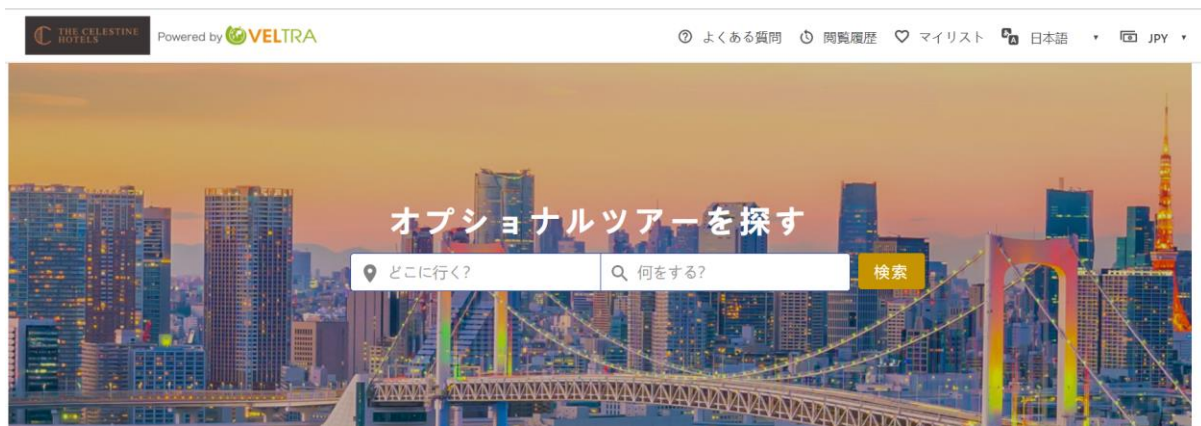 THE CELESTINE
HOTELS
Powered by VELTRA
よくある質問 閲覧履歴 マイリスト 日本語 JPY
オプショナルツアーを探す
どこに行く? 何をする? 検索